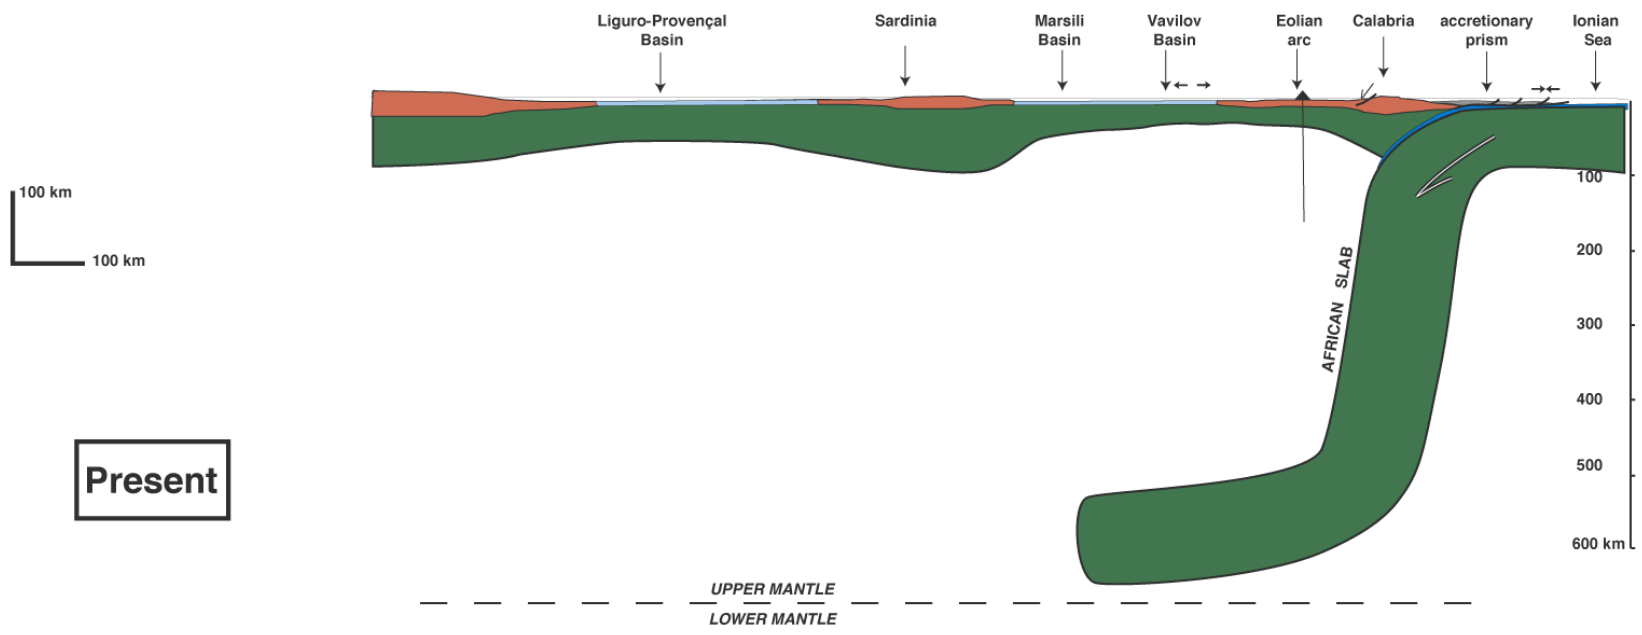 Liguro-Provençal
Basin
Sardinia
Marsili
Basin
Vavilov
Basin
Eolian
arc
Calabria
accretionary
prism
Ionian
Sea
100 km
100 km
100
200
300
400
500
600 km
AFRICAN SLAB
Present
UPPER MANTLE
LOWER MANTLE